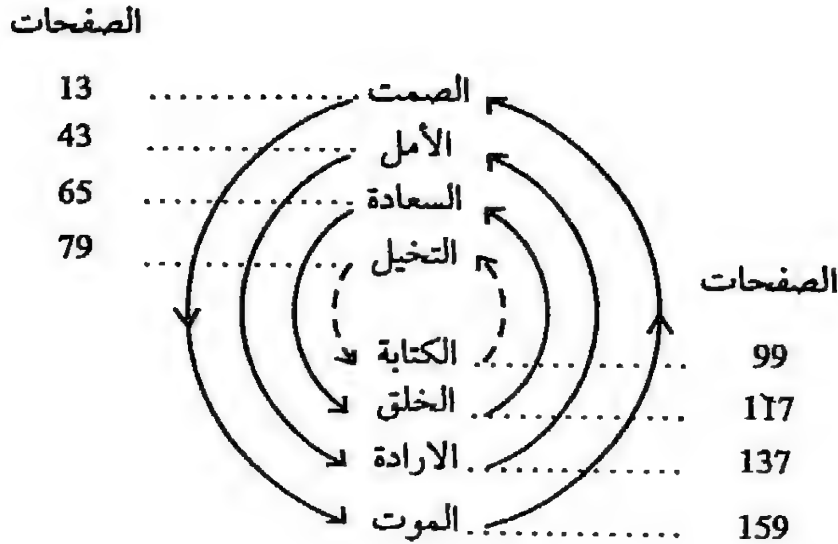 الصفحات
الصمت ................ 13
الأمل ................ 43
السعادة ................ 65
التخيل ................ 79
الصفحات
الكتابة ................ 99
الخلق ................ 117
الارادة ................ 137
الموت ................ 159